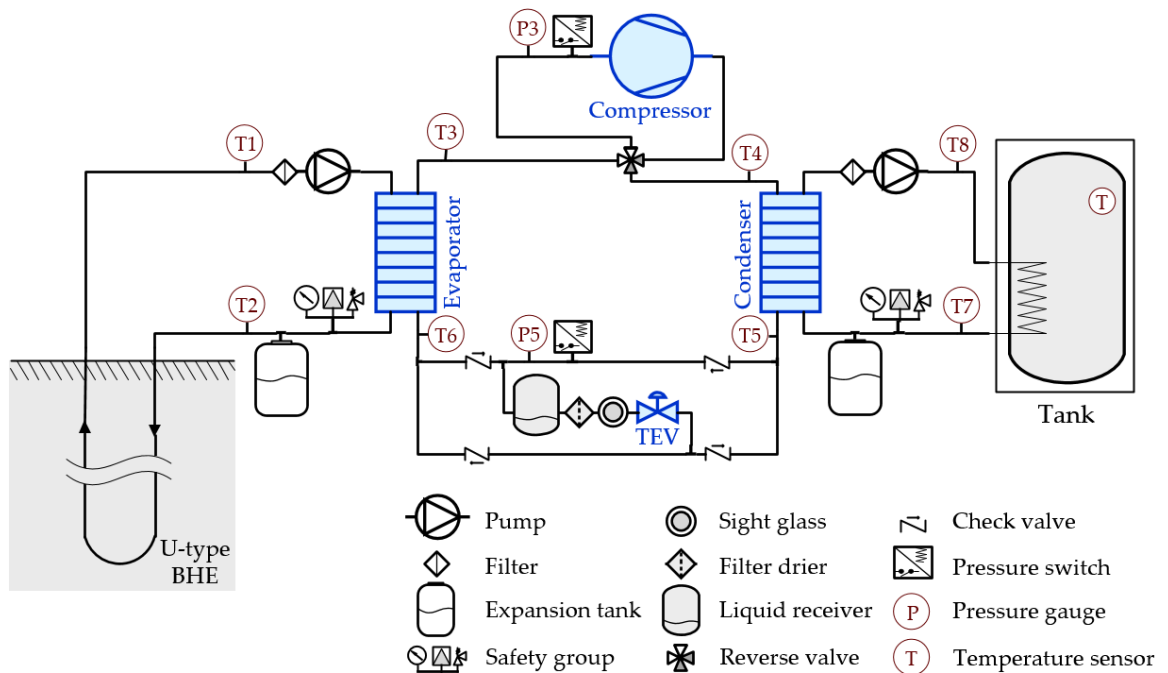 P3
Compressor
T1
T3
T4
T8
T
Evaporator
Condenser
T2
T6
P5
T5
T7
TEV
Tank
U-type
BHE
Pump
Sight glass
Check valve
Filter
Filter drier
Pressure switch
Expansion tank
Liquid receiver
P
Pressure gauge
Safety group
Reverse valve
T
Temperature sensor